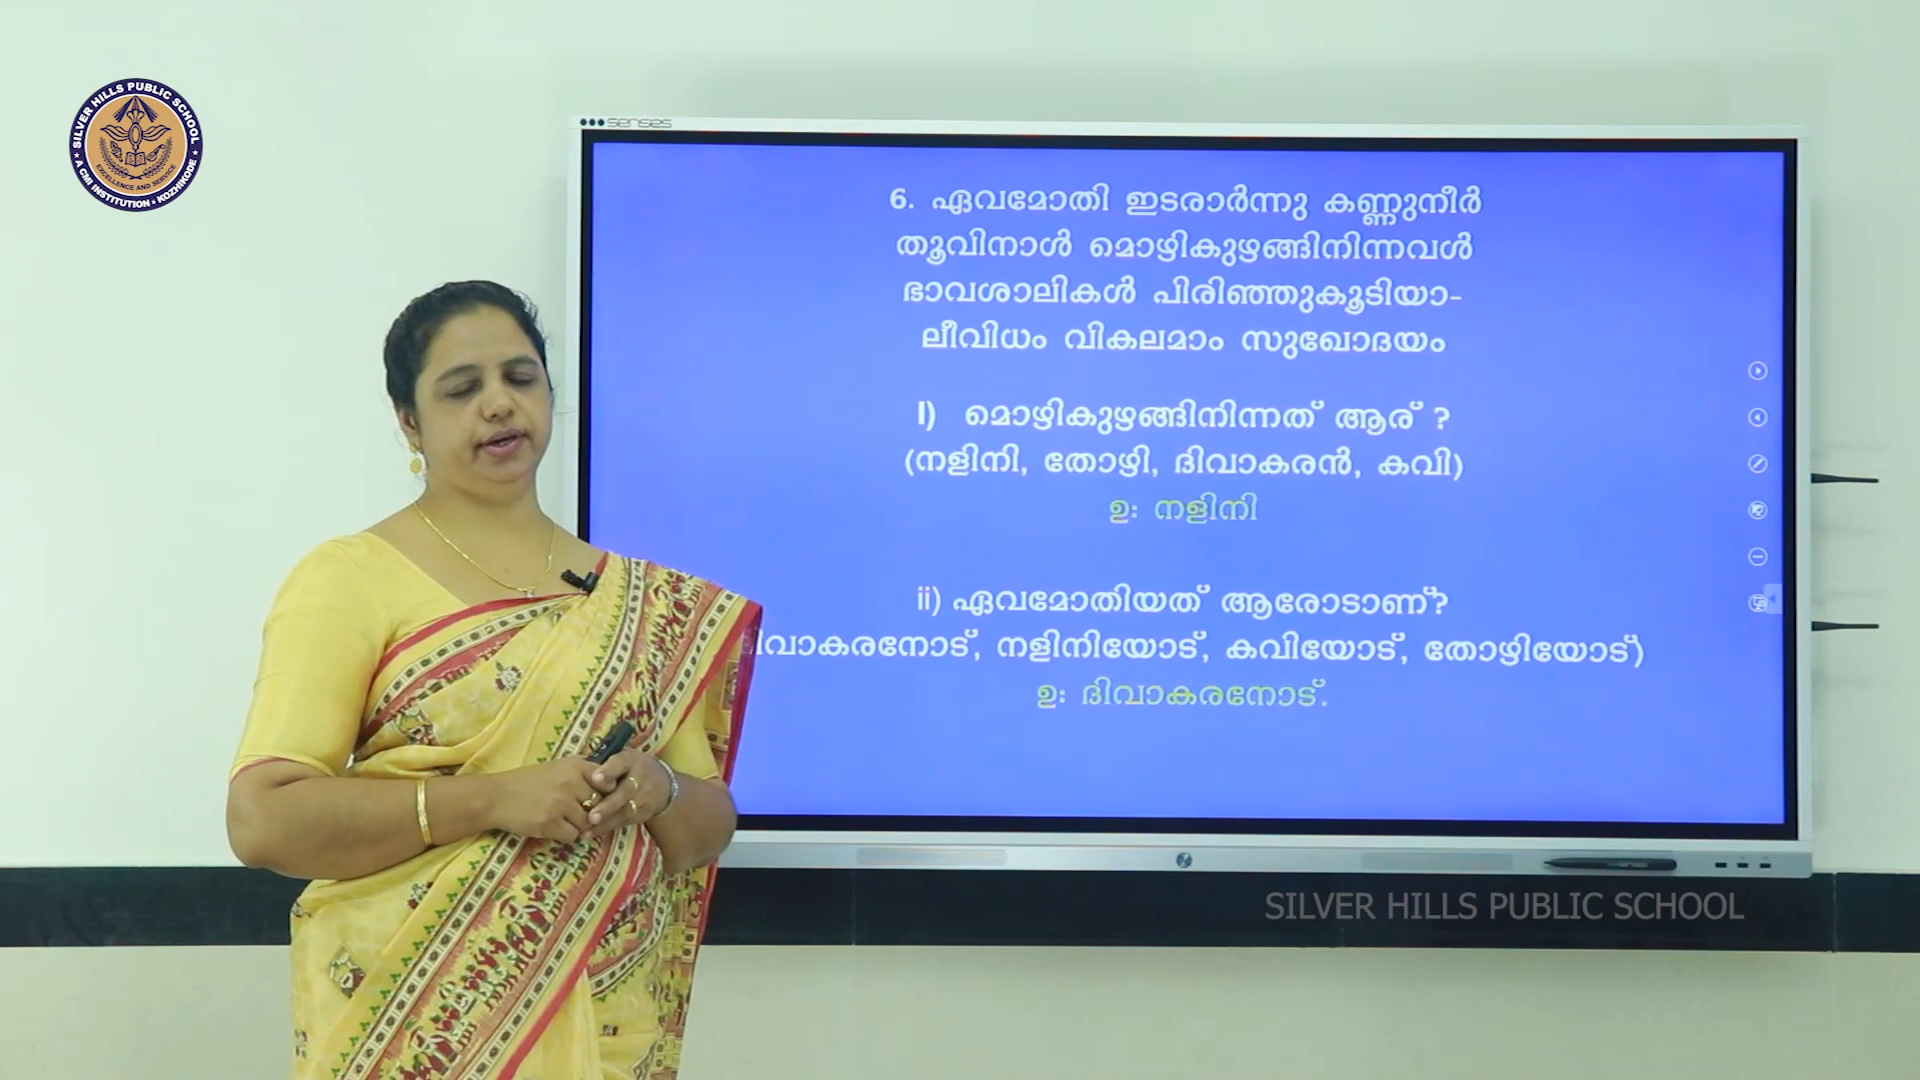 SILVER HILLS PUBLIC SCHOOL
A CMI INSTITUTION • KOZHIKODE
EXCELLENCE AND SERVICE
senses
6. ഏവമോതി ഇടരാർന്നു കണ്ണുനീർ
തൂവിനാൾ മൊഴികുഴങ്ങിനിന്നവൾ
ഭാവശാലികൾ പിരിഞ്ഞുകൂടിയാ-
ലീവിധം വികലമാം സുഖോദയം
I) മൊഴികുഴങ്ങിനിന്നത് ആര് ?
(നളിനി, തോഴി, ദിവാകരൻ, കവി)
ഉ: നളിനി
ii) ഏവമോതിയത് ആരോടാണ്?
നളിനിയോട്, കവിയോട്, തോഴിയോട്)
ഉ: ദിവാകരനോട്.
SILVER HILLS PUBLIC SCHOOL